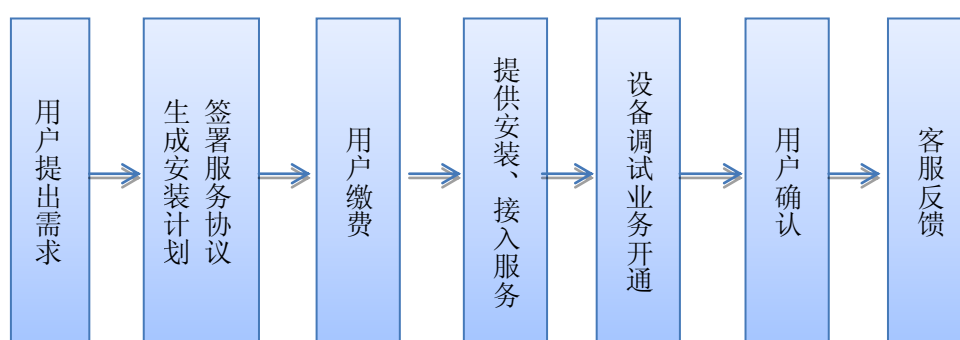 用户提出需求
签署服务协议
生成安装计划
用户缴费
提供安装、接入服务
设备调试业务开通
用户确认
客服反馈